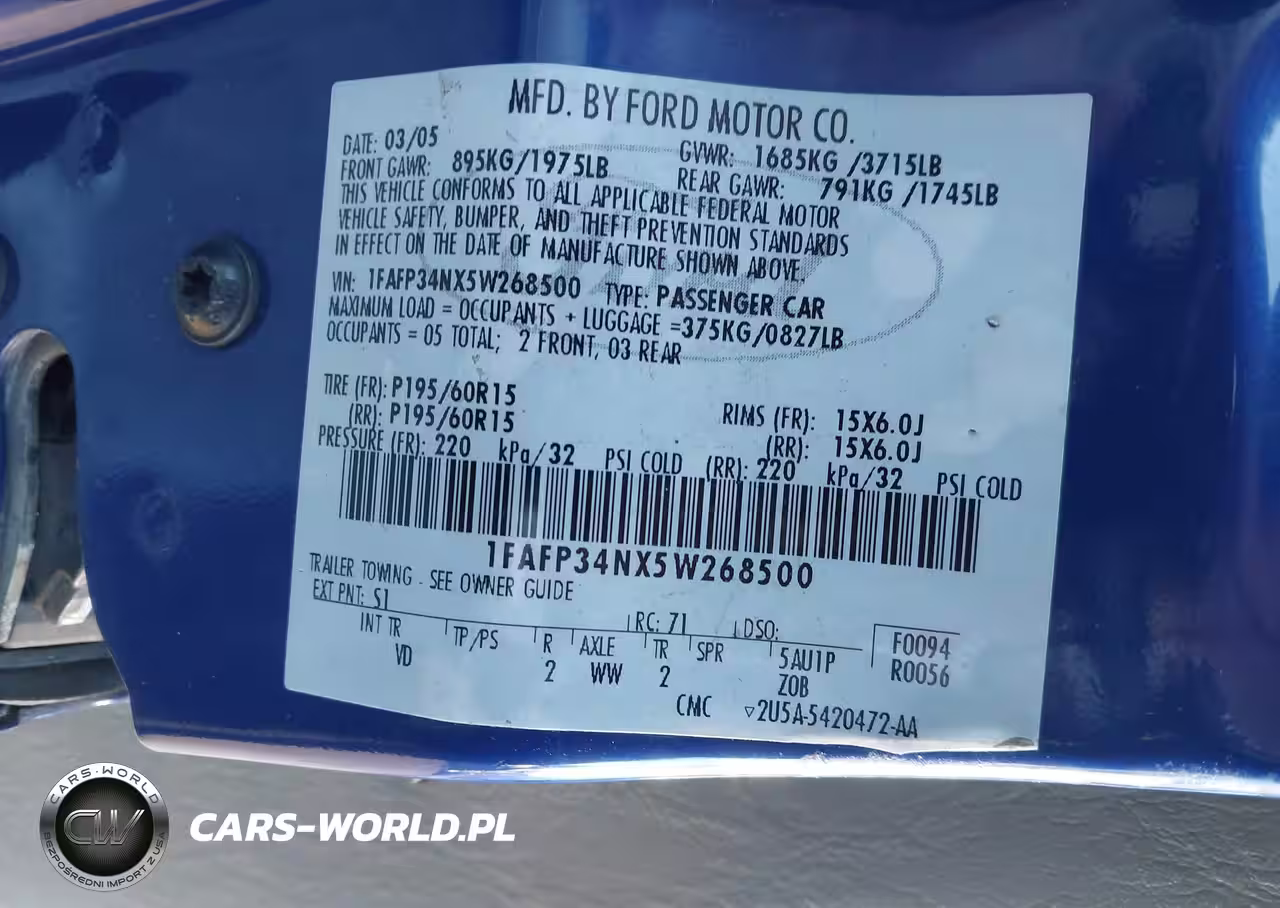 MFD. BY FORD MOTOR CO.
DATE: 03/05 GVWR: 1685KG /3715LB
FRONT GAWR: 895KG/1975LB REAR GAWR: 791KG /1745LB
THIS VEHICLE CONFORMS TO ALL APPLICABLE FEDERAL MOTOR
VEHICLE SAFETY, BUMPER, AND THEFT PREVENTION STANDARDS
IN EFFECT ON THE DATE OF MANUFACTURE SHOWN ABOVE.
VIN: 1FAFP34NX5W268500 TYPE: PASSENGER CAR
MAXIMUM LOAD = OCCUPANTS + LUGGAGE =375KG/0827LB
OCCUPANTS = 05 TOTAL; 2 FRONT, 03 REAR
TIRE (FR): P195/60R15 RIMS (FR): 15X6.0J
(RR): P195/60R15 (RR): 15X6.0J
PRESSURE (FR): 220 kPa/32 PSI COLD (RR): 220 kPa/32 PSI COLD
1FAFP34NX5W268500
TRAILER TOWING - SEE OWNER GUIDE
EXT PNT: S1 RC: 71 DSO: F0094
INT TR TP/PS R AXLE TR SPR 5AU1P R0056
VD 2 WW 2 Z0B
CMC ▿2U5A-5420472-AA
CARS-WORLD
CW
BEZPOŚREDNI IMPORT Z USA
CARS-WORLD.PL